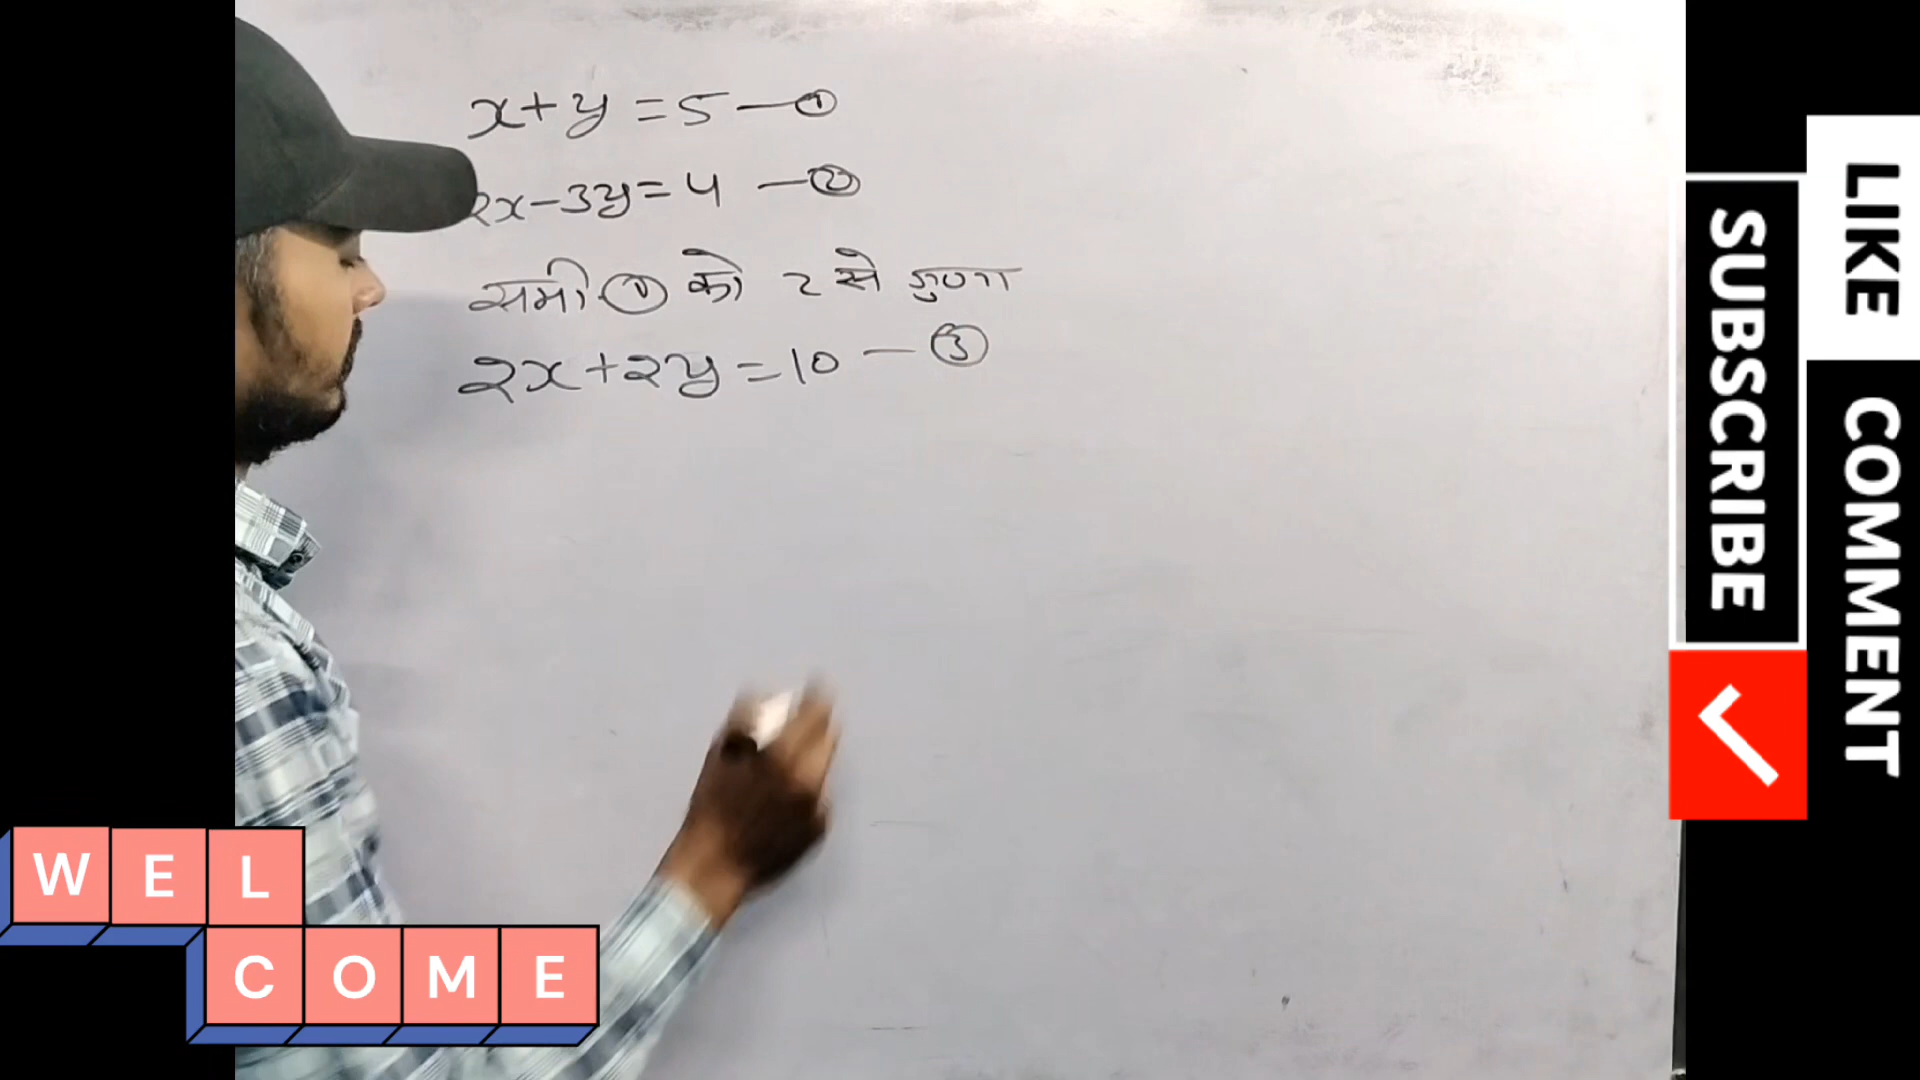 x+y=5—①
2x-3y=4—②
समी ① को 2 से गुणा
2x+2y=10—③
WEL
COME
SUBSCRIBE
LIKE COMMENT